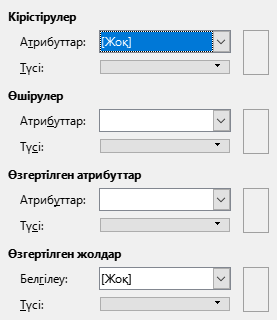 Кірістірулер
Атрибуттар: [Жоқ]
Түсі:
Өшірулер
Атрибуттар:
Түсі:
Өзгертілген атрибуттар
Атрибуттар:
Түсі:
Өзгертілген жолдар
Белгілеу: [Жоқ]
Түсі: